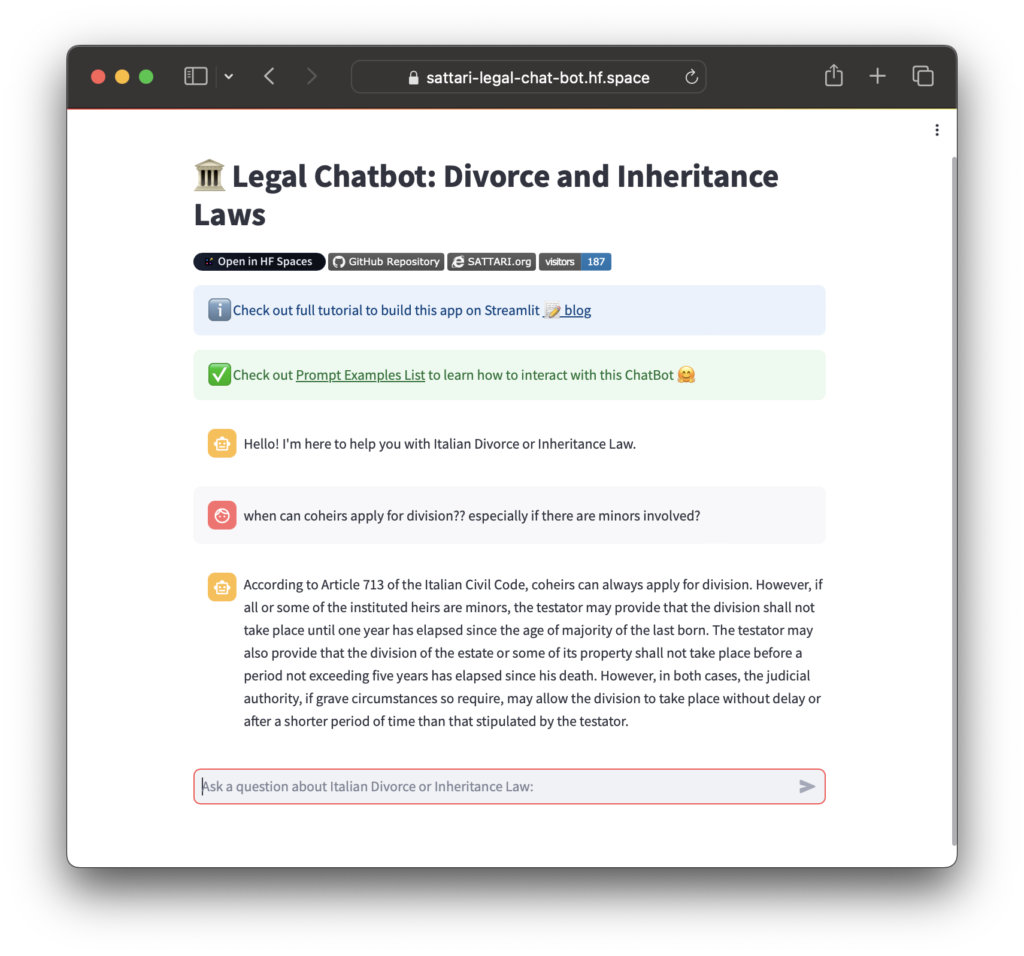 sattari-legal-chat-bot.hf.space
🏛️ Legal Chatbot: Divorce and Inheritance
Laws
Open in HF Spaces GitHub Repository SATTARI.org visitors 187
ℹ️ Check out full tutorial to build this app on Streamlit 📝 blog
✅ Check out Prompt Examples List to learn how to interact with this ChatBot 🤗
Hello! I'm here to help you with Italian Divorce or Inheritance Law.
when can coheirs apply for division?? especially if there are minors involved?
According to Article 713 of the Italian Civil Code, coheirs can always apply for division. However, if
all or some of the instituted heirs are minors, the testator may provide that the division shall not
take place until one year has elapsed since the age of majority of the last born. The testator may
also provide that the division of the estate or some of its property shall not take place before a
period not exceeding five years has elapsed since his death. However, in both cases, the judicial
authority, if grave circumstances so require, may allow the division to take place without delay or
after a shorter period of time than that stipulated by the testator.
Ask a question about Italian Divorce or Inheritance Law: